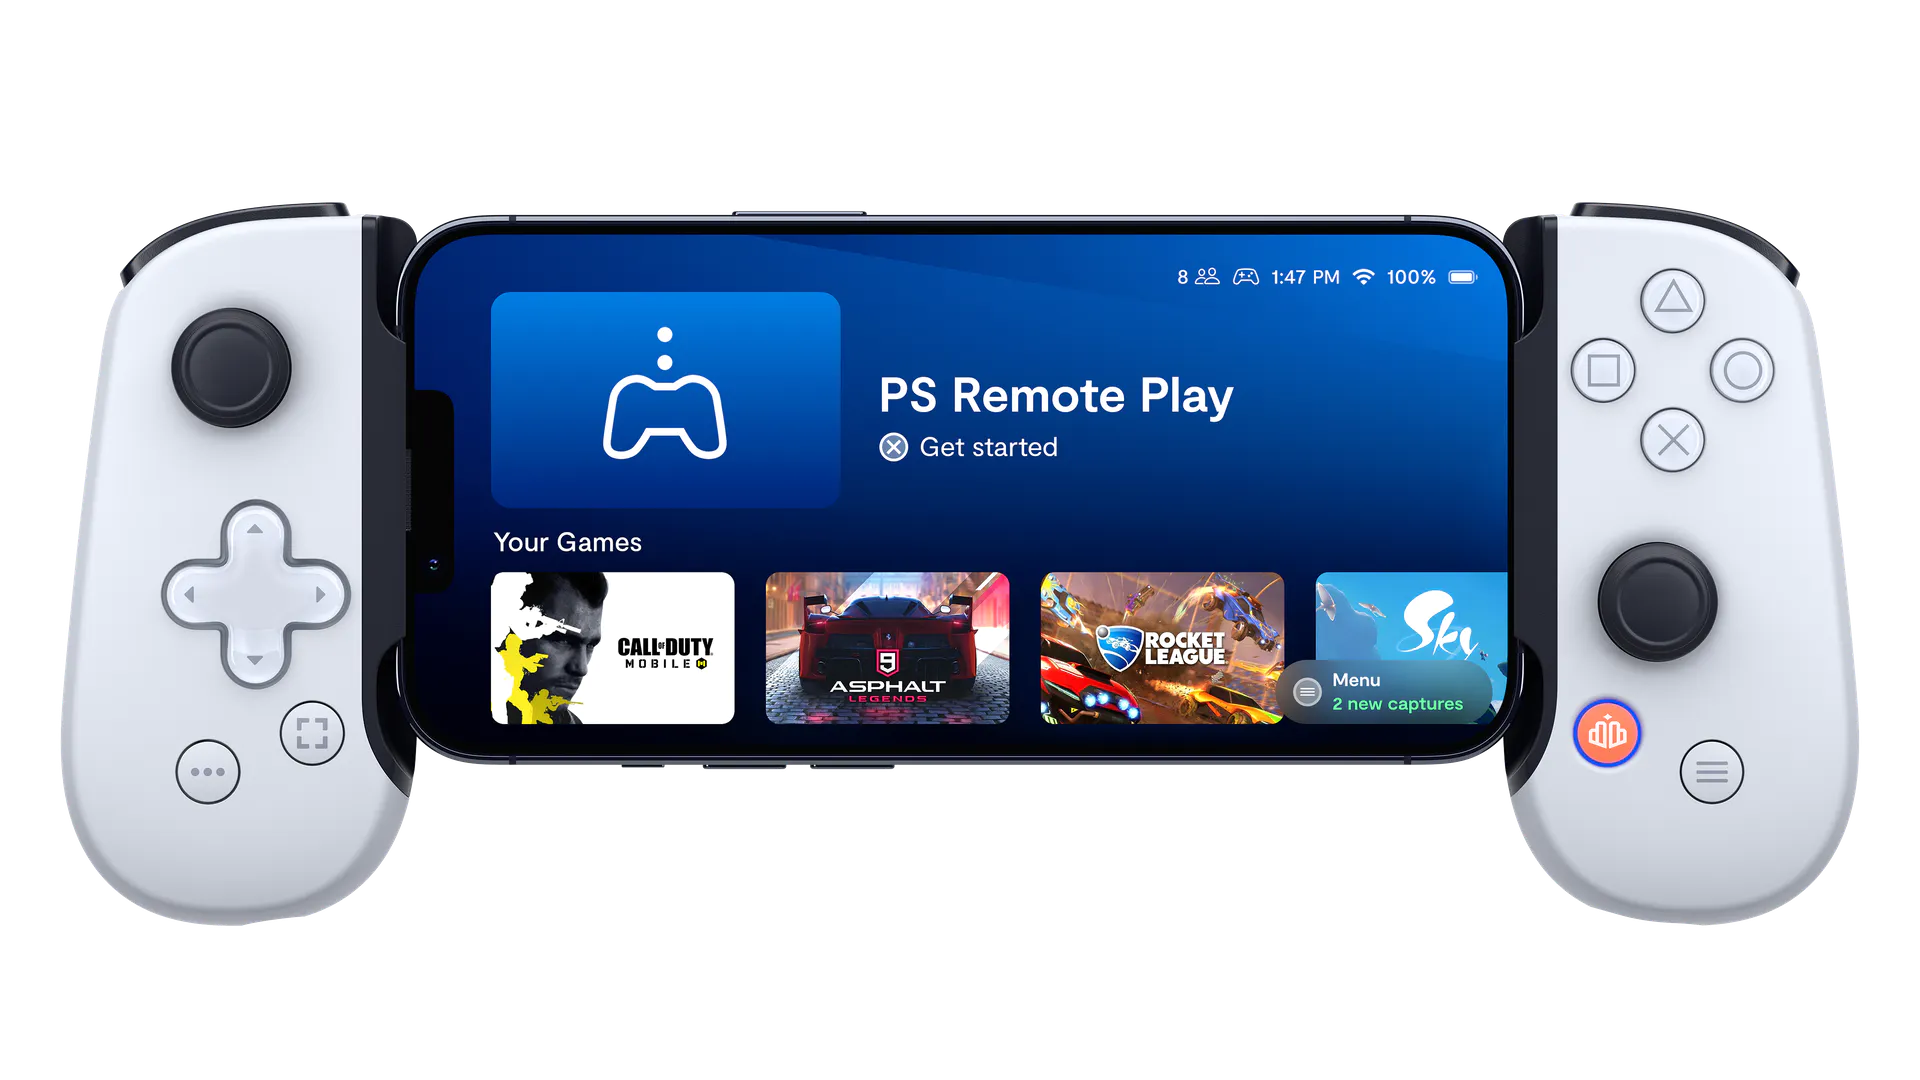 8 1:47 PM 100%
PS Remote Play
Get started
Your Games
CALL OF DUTY
MOBILE
9
ASPHALT
LEGENDS
ROCKET
LEAGUE
Sky
Menu
2 new captures